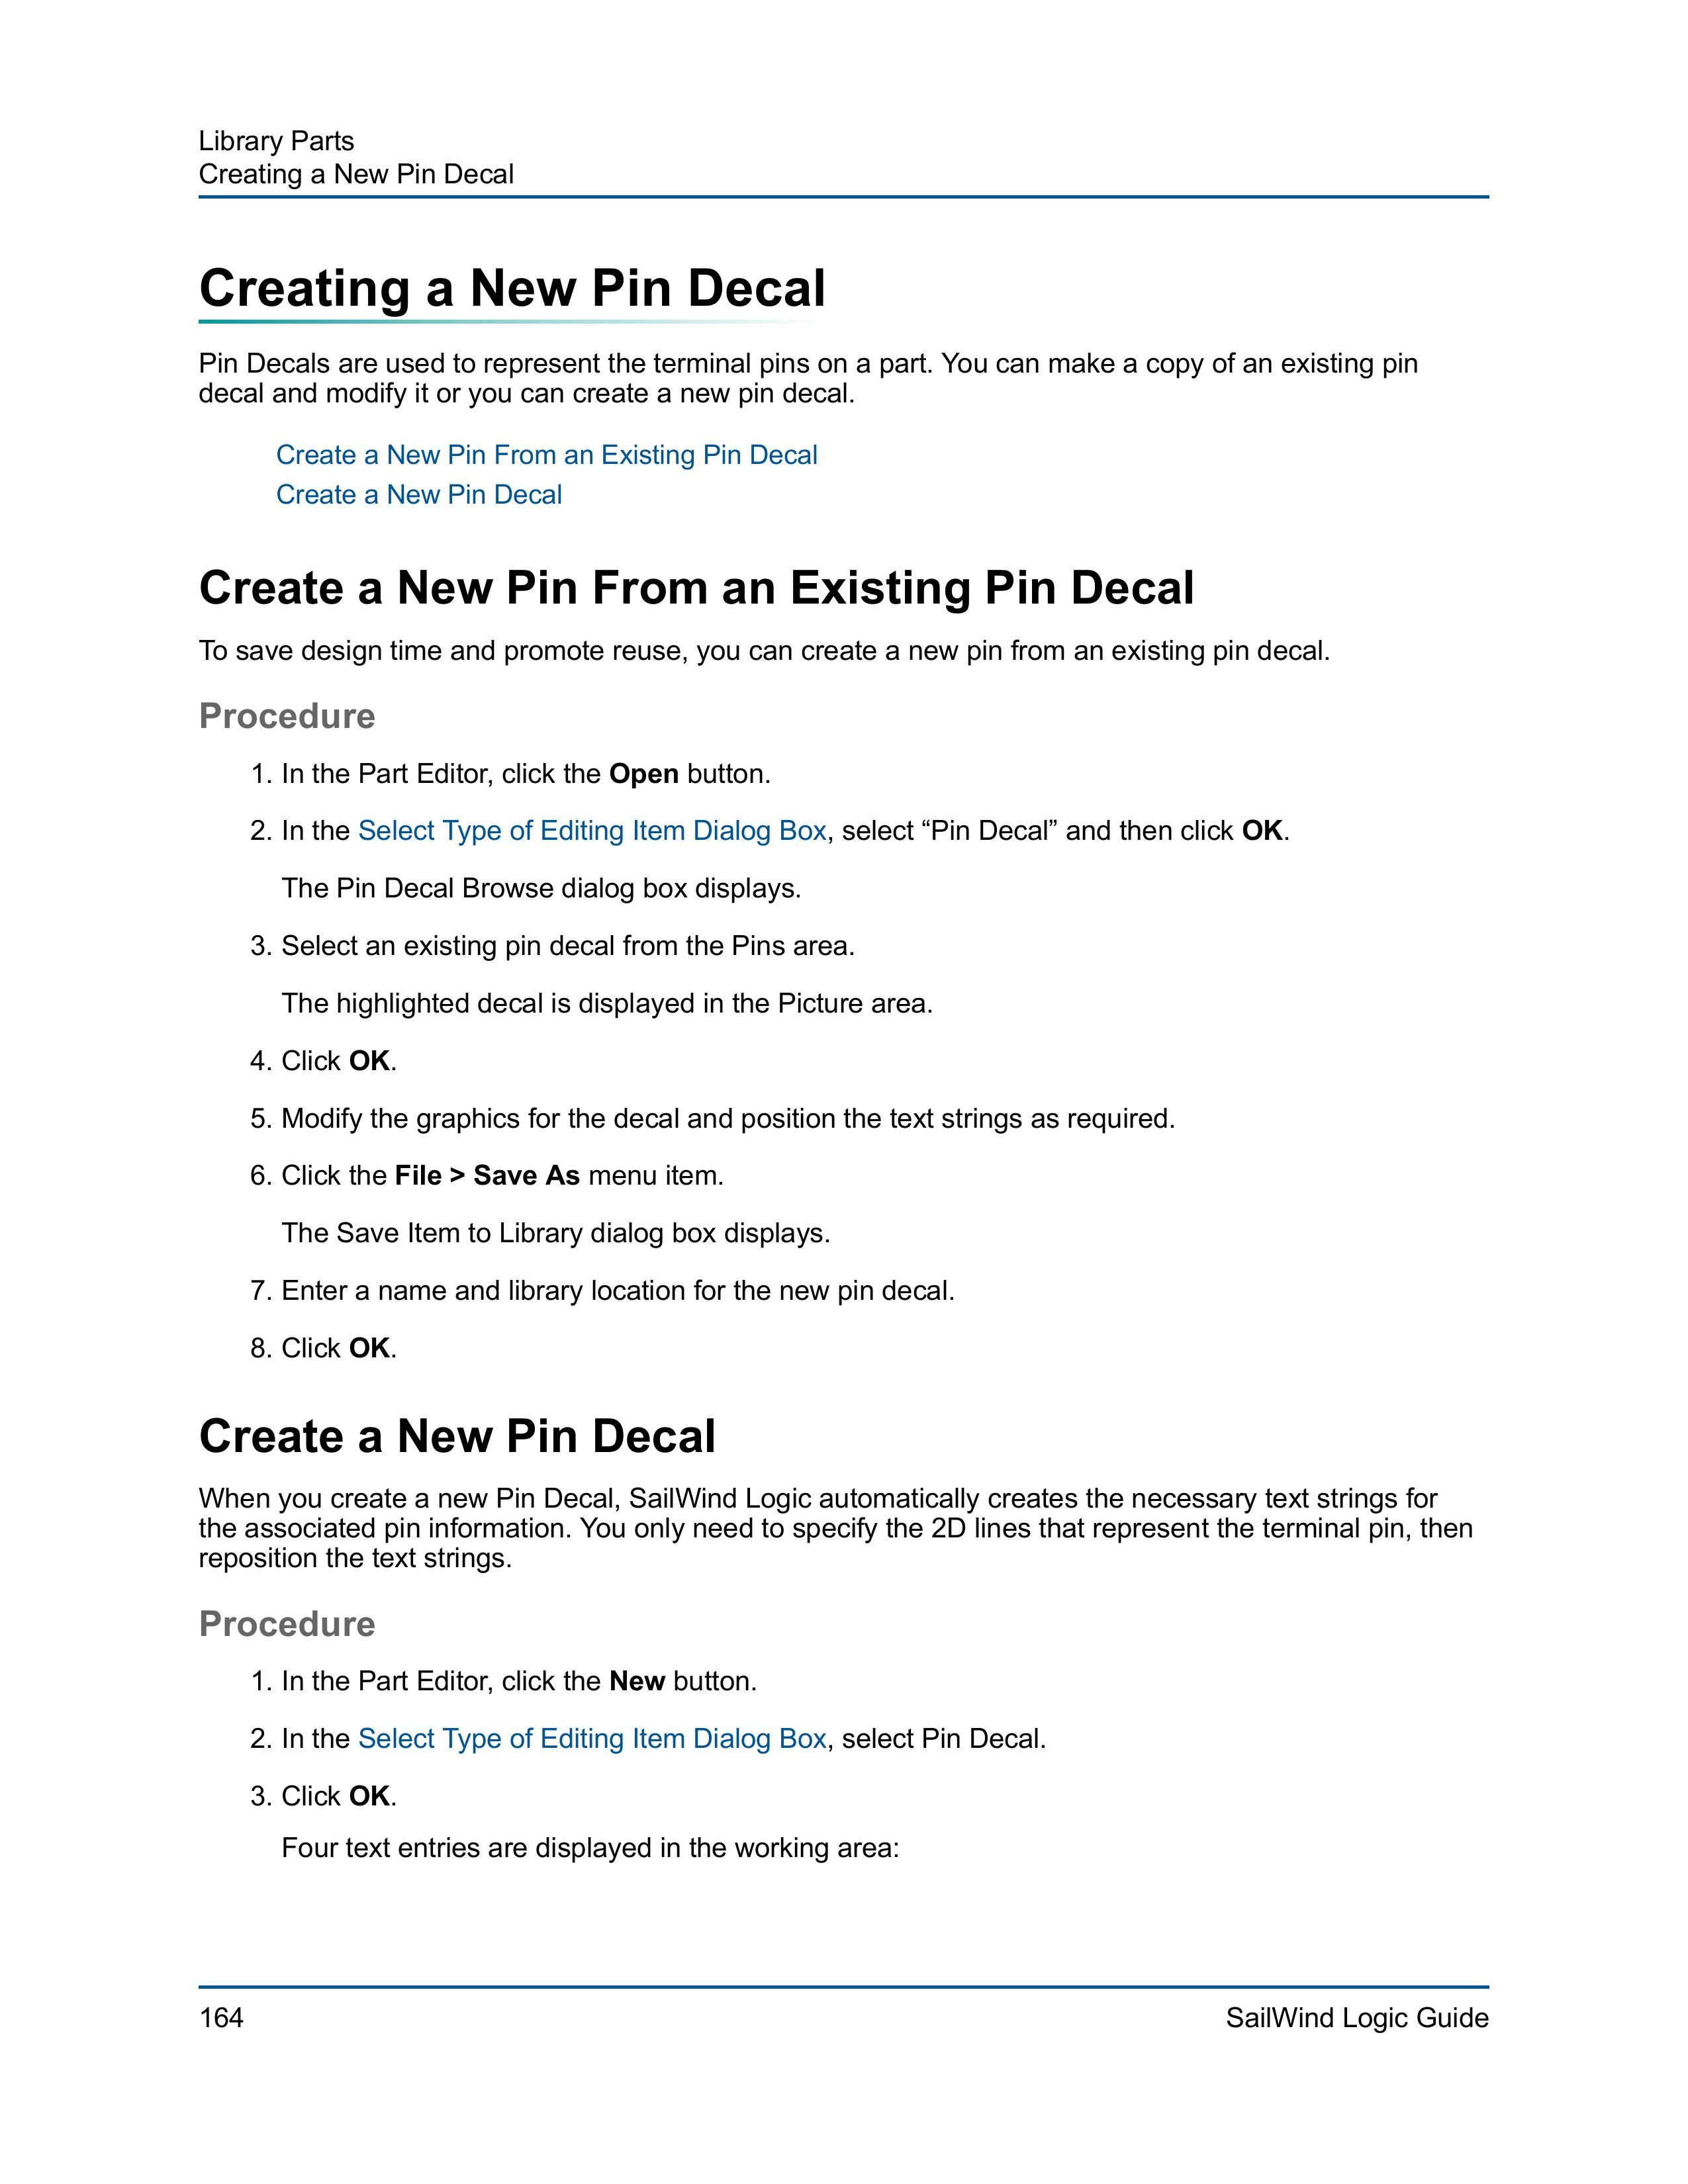 Library Parts
Creating a New Pin Decal
Creating a New Pin Decal
Pin Decals are used to represent the terminal pins on a part. You can make a copy of an existing pin
decal and modify it or you can create a new pin decal.
Create a New Pin From an Existing Pin Decal
Create a New Pin Decal
Create a New Pin From an Existing Pin Decal
To save design time and promote reuse, you can create a new pin from an existing pin decal.
Procedure
1. In the Part Editor, click the Open button.
2. In the Select Type of Editing Item Dialog Box, select “Pin Decal” and then click OK.
The Pin Decal Browse dialog box displays.
3. Select an existing pin decal from the Pins area.
The highlighted decal is displayed in the Picture area.
4. Click OK.
5. Modify the graphics for the decal and position the text strings as required.
6. Click the File > Save As menu item.
The Save Item to Library dialog box displays.
7. Enter a name and library location for the new pin decal.
8. Click OK.
Create a New Pin Decal
When you create a new Pin Decal, SailWind Logic automatically creates the necessary text strings for
the associated pin information. You only need to specify the 2D lines that represent the terminal pin, then
reposition the text strings.
Procedure
1. In the Part Editor, click the New button.
2. In the Select Type of Editing Item Dialog Box, select Pin Decal.
3. Click OK.
Four text entries are displayed in the working area:
164
SailWind Logic Guide